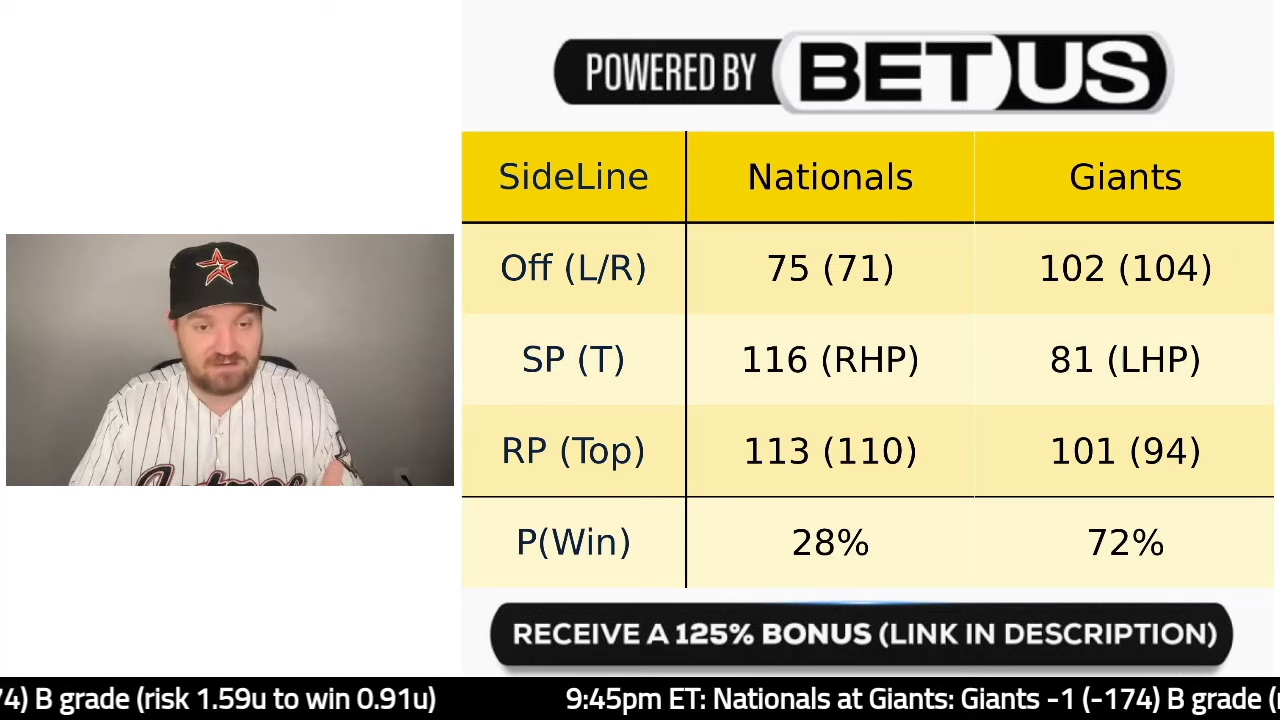 POWERED BY BETUS
SideLine Nationals Giants
Off (L/R) 75 (71) 102 (104)
SP (T) 116 (RHP) 81 (LHP)
RP (Top) 113 (110) 101 (94)
P(Win) 28% 72%
RECEIVE A 125% BONUS (LINK IN DESCRIPTION)
74) B grade (risk 1.59u to win 0.91u) 9:45pm ET: Nationals at Giants: Giants -1 (-174) B grade (